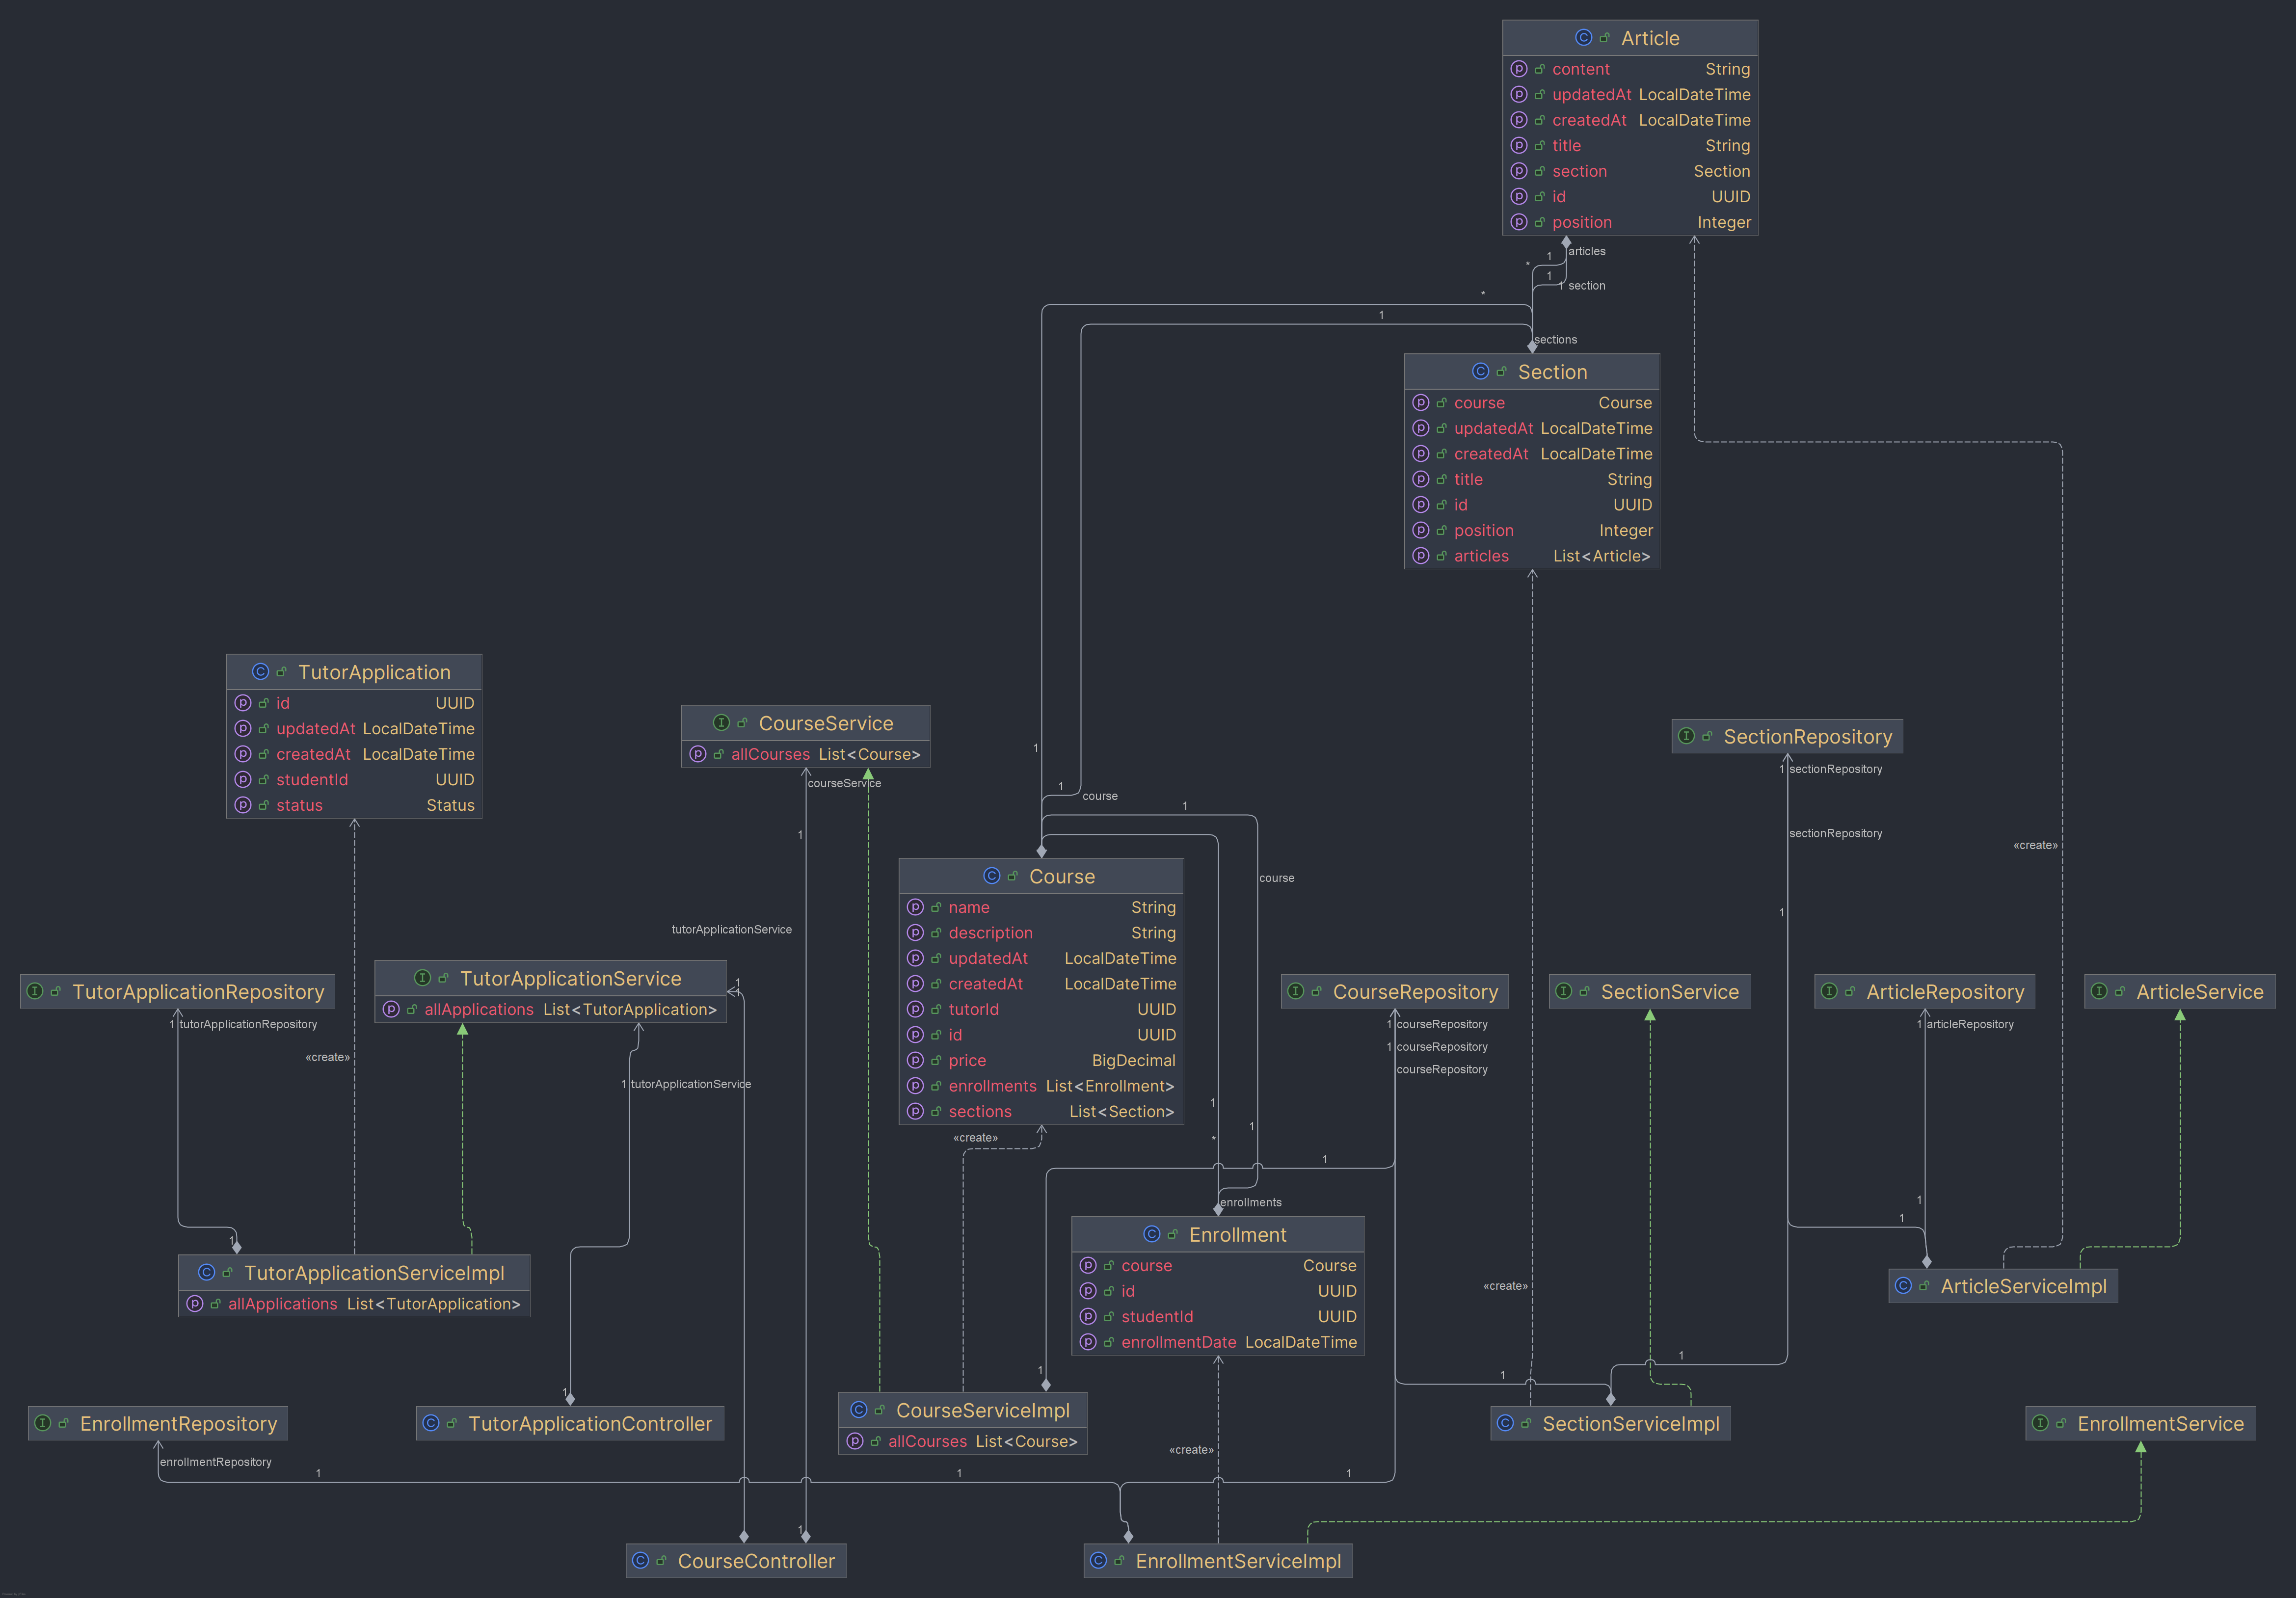 Article
content String
updatedAt LocalDateTime
createdAt LocalDateTime
title String
section Section
id UUID
position Integer
articles
1
*
1
1 section
*
1
sections
Section
course Course
updatedAt LocalDateTime
createdAt LocalDateTime
title String
id UUID
position Integer
articles List<Article>
TutorApplication
id UUID
updatedAt LocalDateTime
createdAt LocalDateTime
studentId UUID
status Status
CourseService
allCourses List<Course>
courseService
1
1
1
course
1
course
SectionRepository
1 sectionRepository
sectionRepository
1
«create»
Course
name String
description String
updatedAt LocalDateTime
createdAt LocalDateTime
tutorId UUID
id UUID
price BigDecimal
enrollments List<Enrollment>
sections List<Section>
tutorApplicationService
TutorApplicationRepository
1 tutorApplicationRepository
TutorApplicationService
allApplications List<TutorApplication>
1
1
«create»
1 tutorApplicationService
CourseRepository
1 courseRepository
1 courseRepository
courseRepository
SectionService
ArticleRepository
1 articleRepository
ArticleService
«create»
1
*
1
1
enrollments
1
1
1
TutorApplicationServiceImpl
allApplications List<TutorApplication>
Enrollment
course Course
id UUID
studentId UUID
enrollmentDate LocalDateTime
«create»
ArticleServiceImpl
1
1
1
1
EnrollmentRepository
enrollmentRepository
TutorApplicationController
CourseServiceImpl
allCourses List<Course>
SectionServiceImpl
EnrollmentService
«create»
1
1
1
1
CourseController
EnrollmentServiceImpl